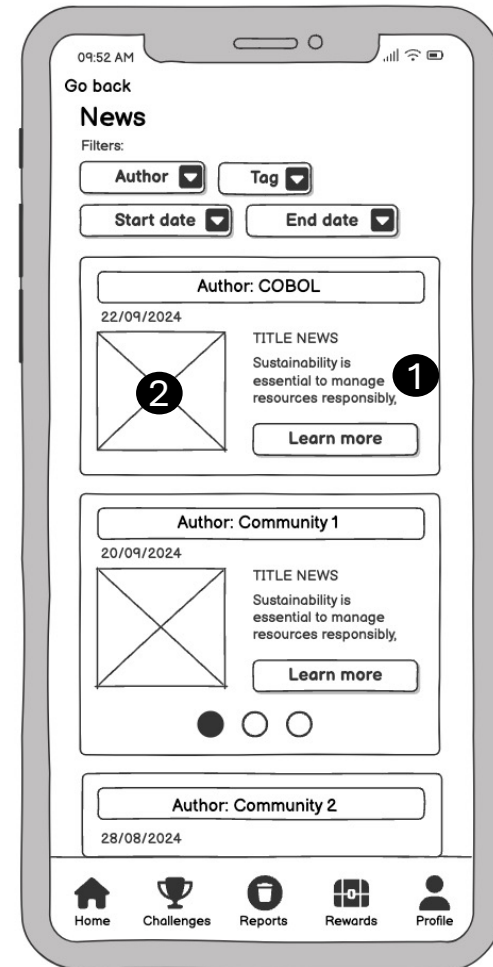 09:52 AM
Go back
News
Filters:
Author Tag
Start date End date
Author: COBOL
22/09/2024
TITLE NEWS
Sustainability is
essential to manage
resources responsibly,
1
2
Learn more
Author: Community 1
20/09/2024
TITLE NEWS
Sustainability is
essential to manage
resources responsibly,
Learn more
Author: Community 2
28/08/2024
Home Challenges Reports Rewards Profile